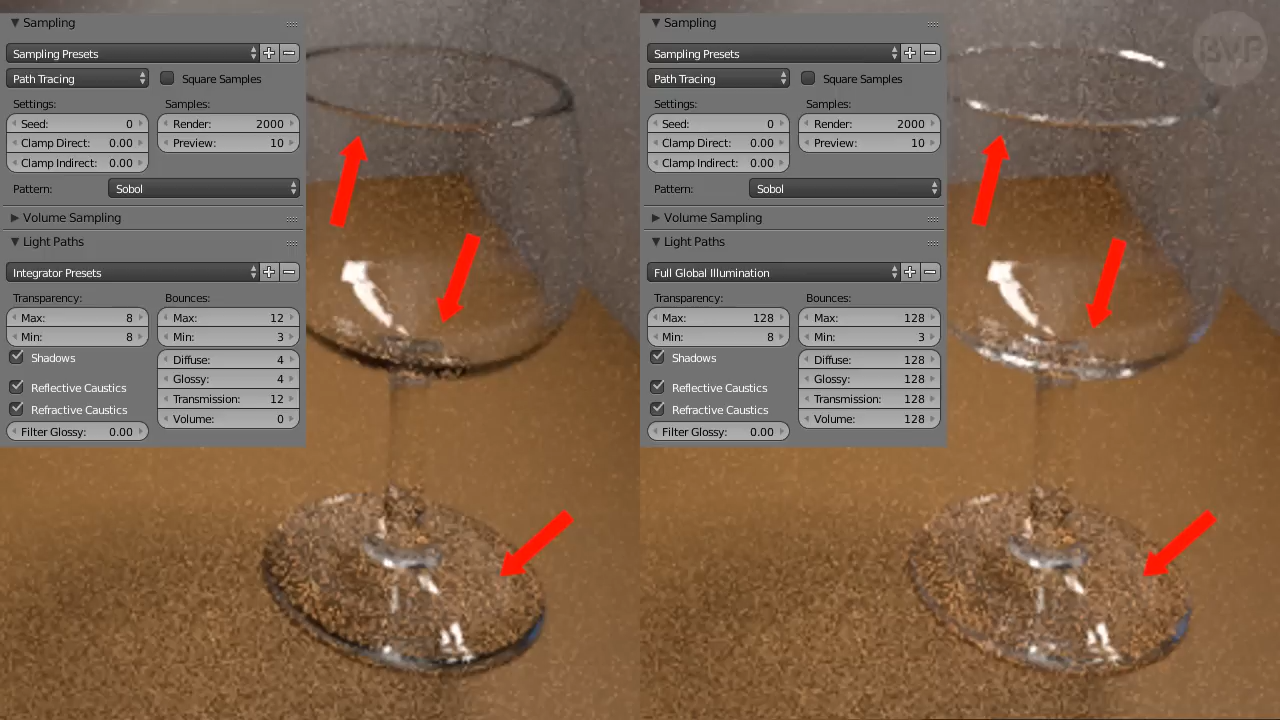 Sampling
Sampling Presets
Path Tracing
Square Samples
Settings:
Samples:
Seed: 0
Render: 2000
Clamp Direct: 0.00
Preview: 10
Clamp Indirect: 0.00
Pattern:
Sobol
Volume Sampling
Light Paths
Integrator Presets
Transparency:
Bounces:
Max: 8
Max: 12
Min: 8
Min: 3
Shadows
Diffuse: 4
Glossy: 4
Reflective Caustics
Transmission: 12
Refractive Caustics
Volume: 0
Filter Glossy: 0.00
Sampling
Sampling Presets
Path Tracing
Square Samples
Settings:
Samples:
Seed: 0
Render: 2000
Clamp Direct: 0.00
Preview: 10
Clamp Indirect: 0.00
Pattern:
Sobol
Volume Sampling
Light Paths
Full Global Illumination
Transparency:
Bounces:
Max: 128
Max: 128
Min: 8
Min: 3
Shadows
Diffuse: 128
Glossy: 128
Reflective Caustics
Transmission: 128
Refractive Caustics
Volume: 128
Filter Glossy: 0.00
BVP